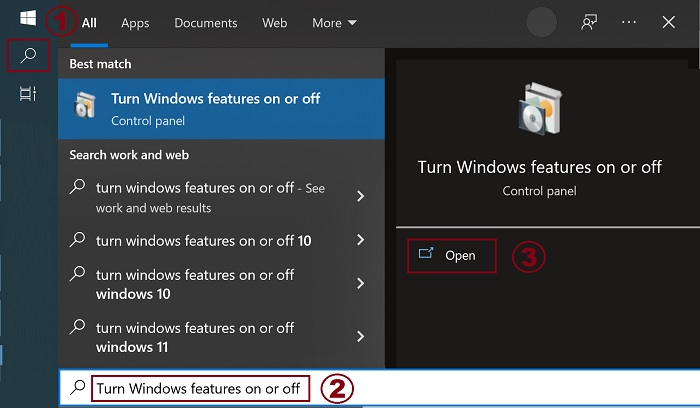 1
All Apps Documents Web More
Best match
Turn Windows features on or off
Control panel
Search work and web
turn windows features on or off - See
work and web results
turn windows features on or off 10
turn windows features on or off
windows 10
turn windows features on or off
windows 11
Turn Windows features on or off
2
Turn Windows features on or off
Control panel
Open
3